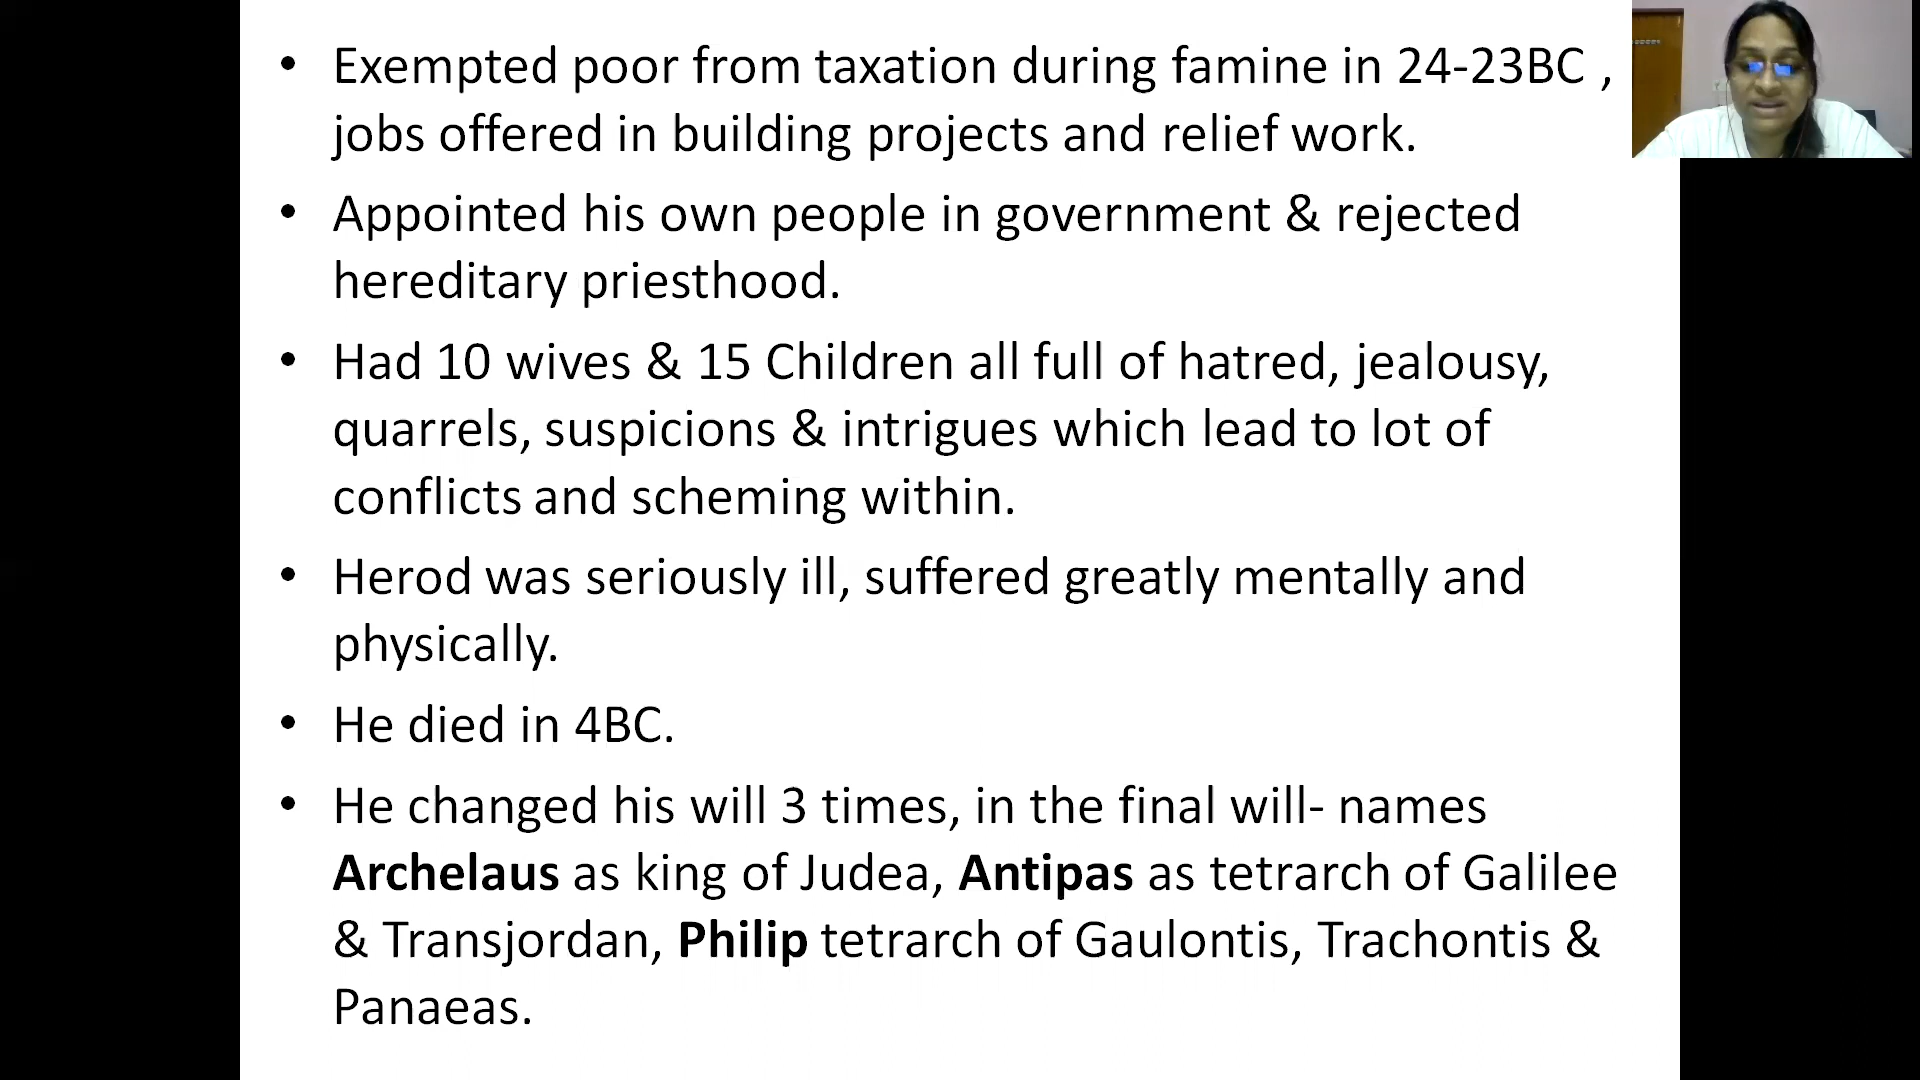 • Exempted poor from taxation during famine in 24-23BC ,
jobs offered in building projects and relief work.
• Appointed his own people in government & rejected
hereditary priesthood.
• Had 10 wives & 15 Children all full of hatred, jealousy,
quarrels, suspicions & intrigues which lead to lot of
conflicts and scheming within.
• Herod was seriously ill, suffered greatly mentally and
physically.
• He died in 4BC.
• He changed his will 3 times, in the final will- names
Archelaus as king of Judea, Antipas as tetrarch of Galilee
& Transjordan, Philip tetrarch of Gaulontis, Trachontis &
Panaeas.